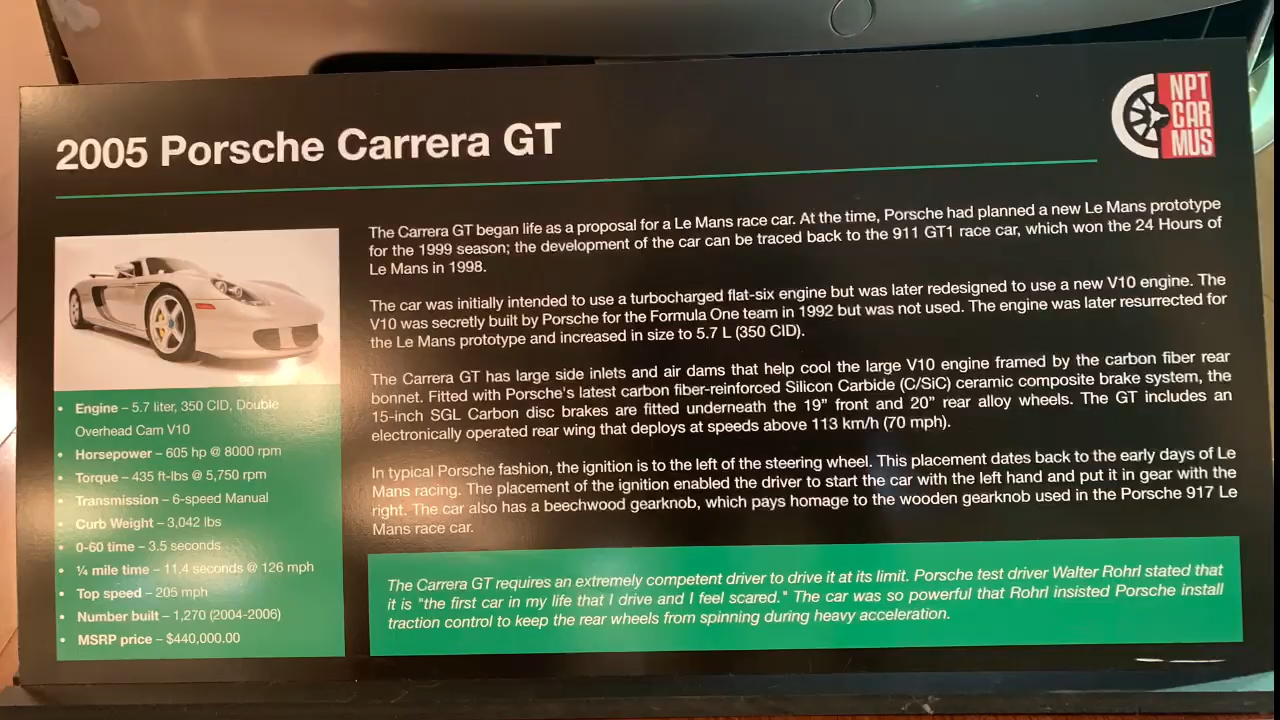 NPT
CAR
MUS
2005 Porsche Carrera GT
The Carrera GT began life as a proposal for a Le Mans race car. At the time, Porsche had planned a new Le Mans prototype
for the 1999 season; the development of the car can be traced back to the 911 GT1 race car, which won the 24 Hours of
Le Mans in 1998.
The car was initially intended to use a turbocharged flat-six engine but was later redesigned to use a new V10 engine. The
V10 was secretly built by Porsche for the Formula One team in 1992 but was not used. The engine was later resurrected for
the Le Mans prototype and increased in size to 5.7 L (350 CID).
The Carrera GT has large side inlets and air dams that help cool the large V10 engine framed by the carbon fiber rear
bonnet. Fitted with Porsche's latest carbon fiber-reinforced Silicon Carbide (C/SiC) ceramic composite brake system, the
15-inch SGL Carbon disc brakes are fitted underneath the 19” front and 20” rear alloy wheels. The GT includes an
electronically operated rear wing that deploys at speeds above 113 km/h (70 mph).
In typical Porsche fashion, the ignition is to the left of the steering wheel. This placement dates back to the early days of Le
Mans racing. The placement of the ignition enabled the driver to start the car with the left hand and put it in gear with the
right. The car also has a beechwood gearknob, which pays homage to the wooden gearknob used in the Porsche 917 Le
Mans race car.
• Engine – 5.7 liter, 350 CID, Double
Overhead Cam V10
• Horsepower – 605 hp @ 8000 rpm
• Torque – 435 ft-lbs @ 5,750 rpm
• Transmission – 6-speed Manual
• Curb Weight – 3,042 lbs
• 0-60 time – 3.5 seconds
• ¼ mile time – 11.4 seconds @ 126 mph
• Top speed – 205 mph
• Number built – 1,270 (2004-2006)
• MSRP price – $440,000.00
The Carrera GT requires an extremely competent driver to drive it at its limit. Porsche test driver Walter Rohrl stated that
it is "the first car in my life that I drive and I feel scared." The car was so powerful that Rohrl insisted Porsche install
traction control to keep the rear wheels from spinning during heavy acceleration.